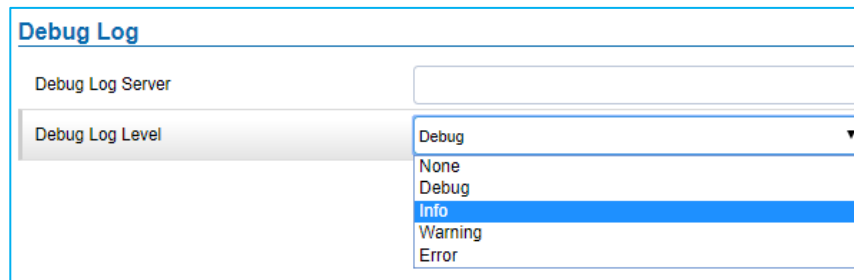 Debug Log
Debug Log Server
Debug Log Level
Debug
None
Debug
Info
Warning
Error